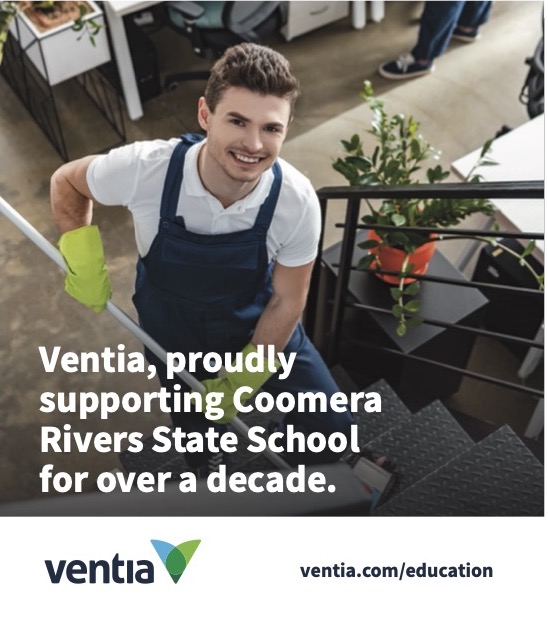 Ventia, proudly
supporting Coomera
Rivers State School
for over a decade.
ventia
ventia.com/education